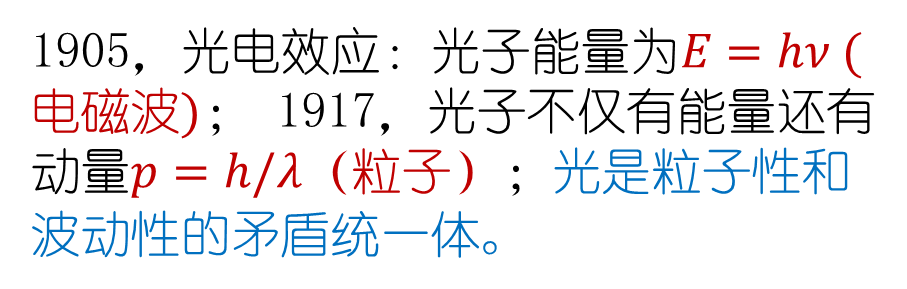 1905，光电效应：光子能量为E = hν (
电磁波)； 1917，光子不仅有能量还有
动量p = h/λ（粒子）；光是粒子性和
波动性的矛盾统一体。